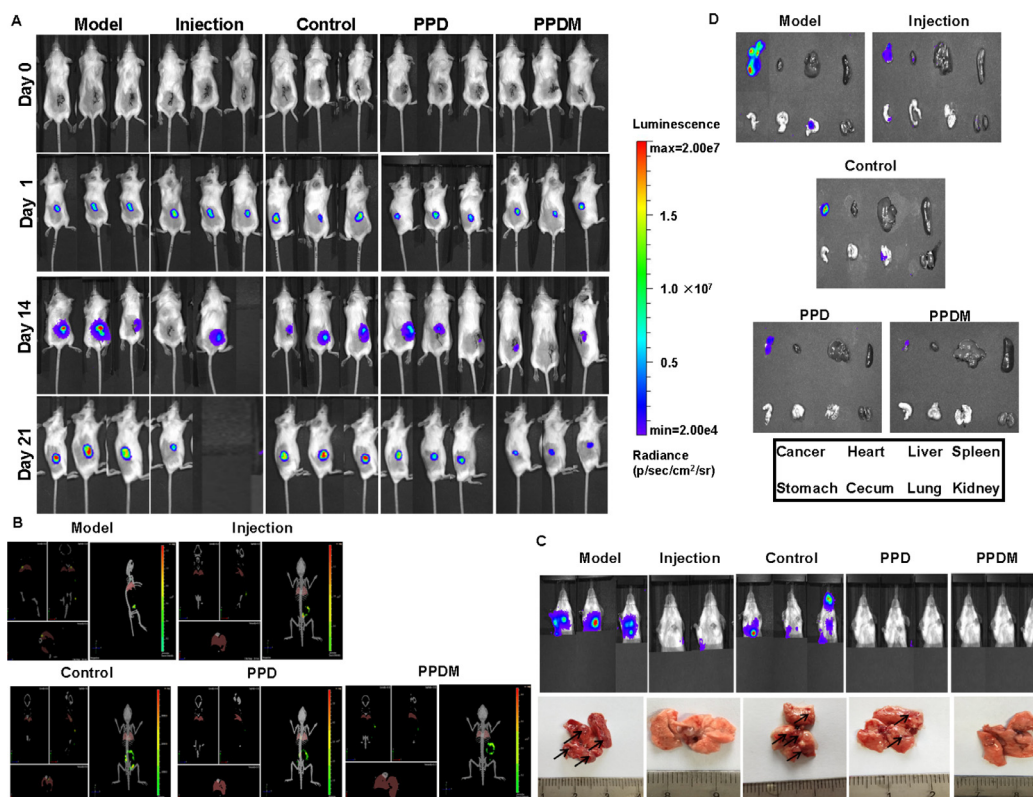 A
Model Injection Control PPD PPDM
Day 0
Day 1
Day 14
Day 21
Luminescence
max=2.00e7
1.5
1.0 ×10⁷
0.5
min=2.00e4
Radiance
(p/sec/cm²/sr)
D
Model Injection
Control
PPD PPDM
Cancer Heart Liver Spleen
Stomach Cecum Lung Kidney
B
Model Injection
Control PPD PPDM
C
Model Injection Control PPD PPDM